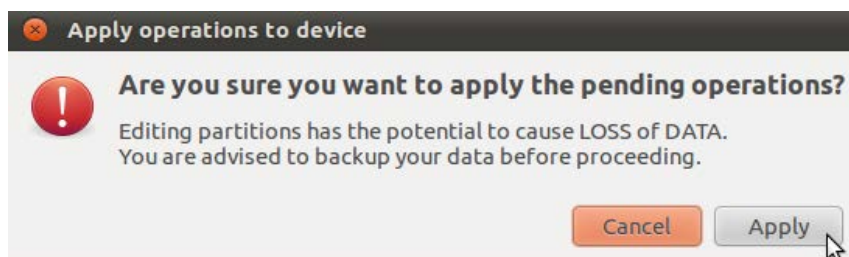 Apply operations to device
Are you sure you want to apply the pending operations?
Editing partitions has the potential to cause LOSS of DATA.
You are advised to backup your data before proceeding.
Cancel Apply